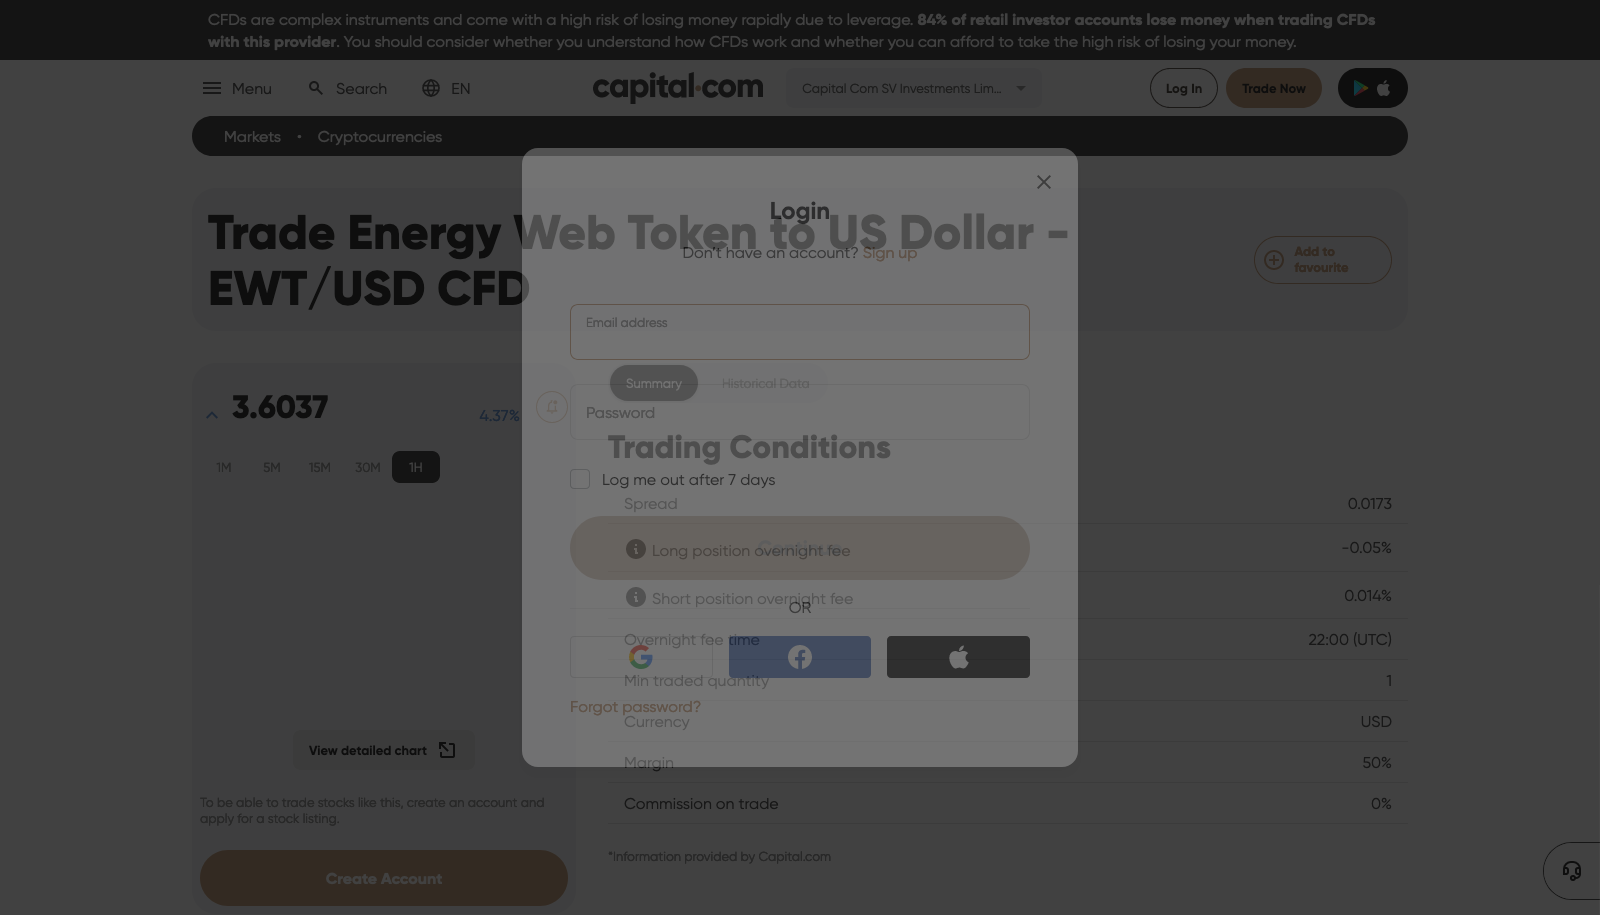 CFDs are complex instruments and come with a high risk of losing money rapidly due to leverage. 84% of retail investor accounts lose money when trading CFDs
with this provider. You should consider whether you understand how CFDs work and whether you can afford to take the high risk of losing your money.
Menu
Search
EN
capital.com
Capital Com SV Investments Lim...
Log In
Trade Now
Markets • Cryptocurrencies
Trade Energy Web Token to US Dollar -
EWT/USD CFD
Add to
favourite
Login
Don't have an account? Sign up
Email address
Password
Log me out after 7 days
Continue
OR
Forgot password?
3.6037
4.37%
1M 5M 15M 30M 1H
View detailed chart
To be able to trade stocks like this, create an account and
apply for a stock listing.
Create Account
Summary
Historical Data
Trading Conditions
Spread 0.0173
Long position overnight fee -0.05%
Short position overnight fee 0.014%
Overnight fee time 22:00 (UTC)
Min traded quantity 1
Currency USD
Margin 50%
Commission on trade 0%
*Information provided by Capital.com